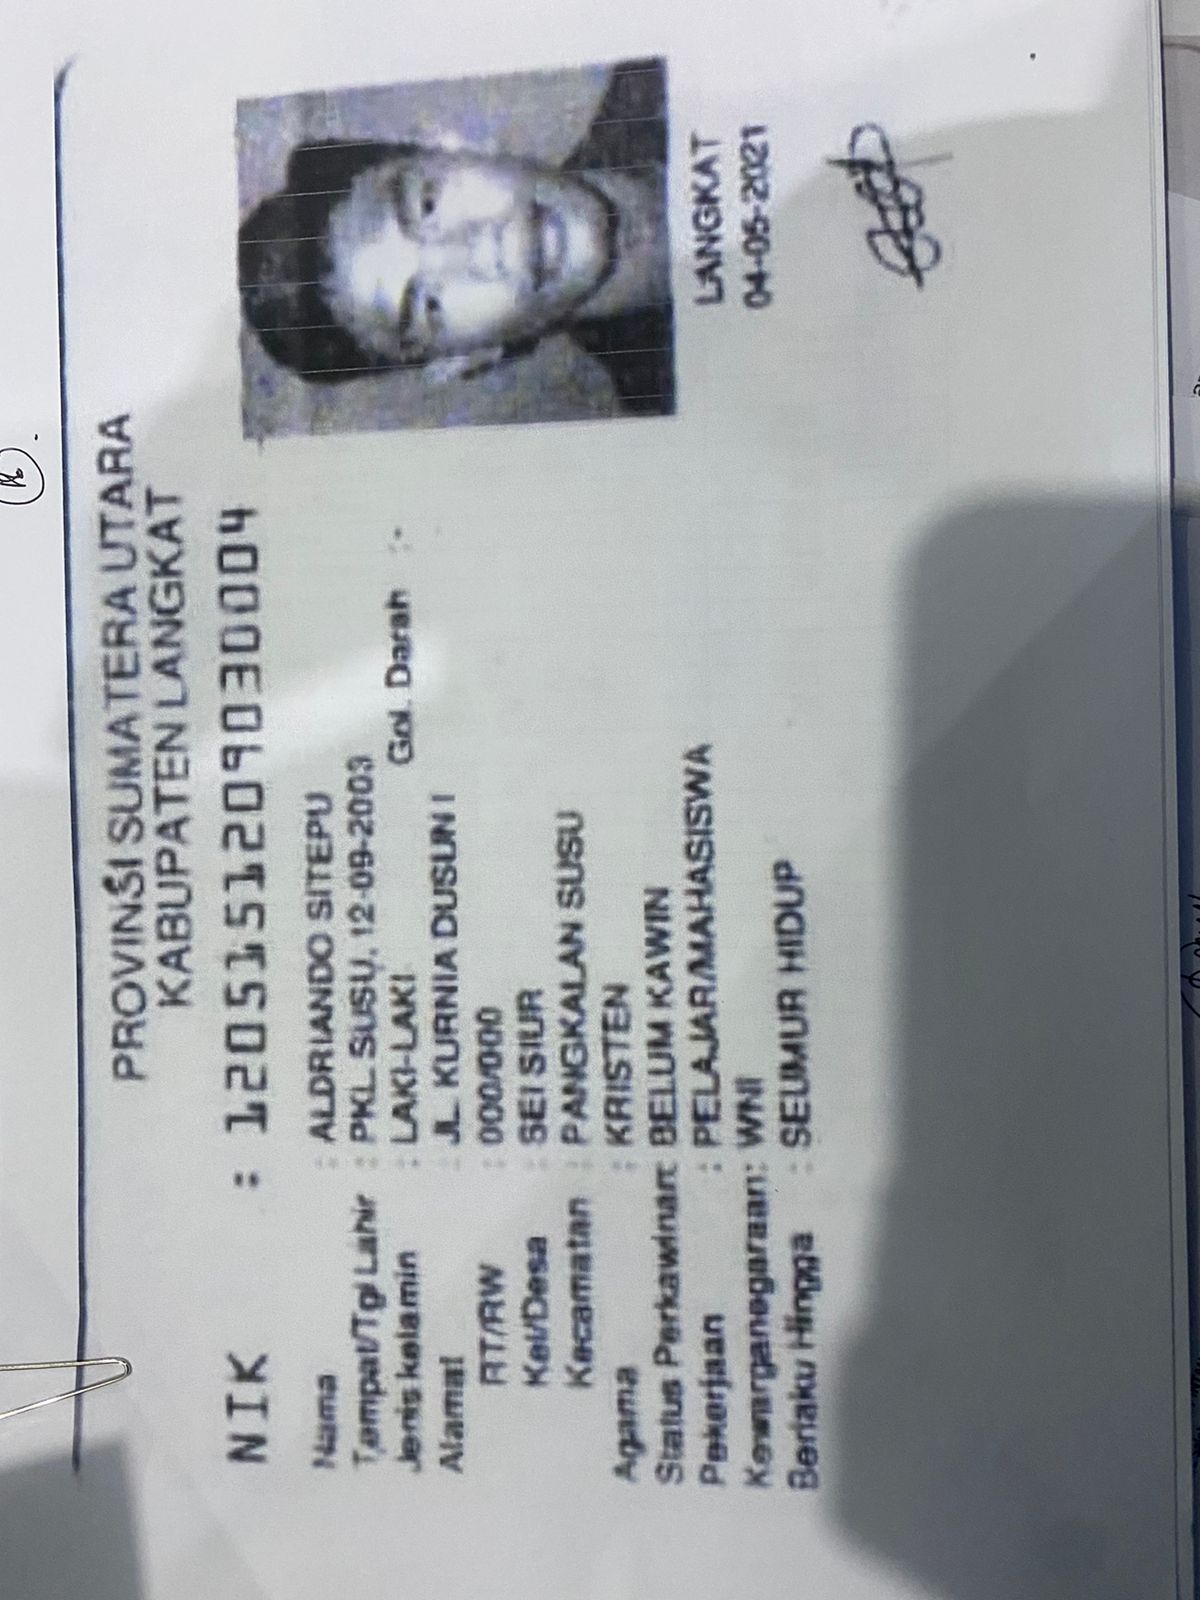 PROVINSI SUMATERA UTARA
KABUPATEN LANGKAT
NIK : 1205151209030004
Nama : ALDRIANDO SITEPU
Tempat/Tgl Lahir : PKL. SUSU, 12-09-2003
Jenis kelamin : LAKI-LAKI Gol. Darah : -
Alamat : JL. KURNIA DUSUN I
RT/RW : 000/000
Kel/Desa : SEI SIUR
Kecamatan : PANGKALAN SUSU
Agama : KRISTEN
Status Perkawinan: BELUM KAWIN
Pekerjaan : PELAJAR/MAHASISWA
Kewarganegaraan: WNI
Berlaku Hingga : SEUMUR HIDUP
LANGKAT
04-05-2021